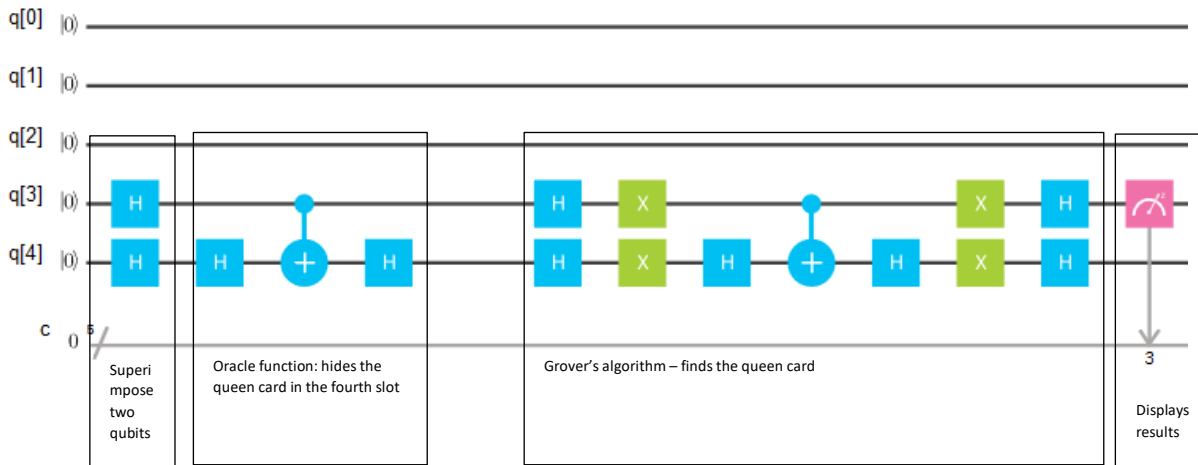 q[0] |0⟩
q[1] |0⟩
q[2] |0⟩
q[3] |0⟩ H X X H
q[4] |0⟩ H H + H H X H + H X H
c 0 5
3
Superi
mpose
two
qubits
Oracle function: hides the
queen card in the fourth slot
Grover's algorithm – finds the queen card
Displays
results